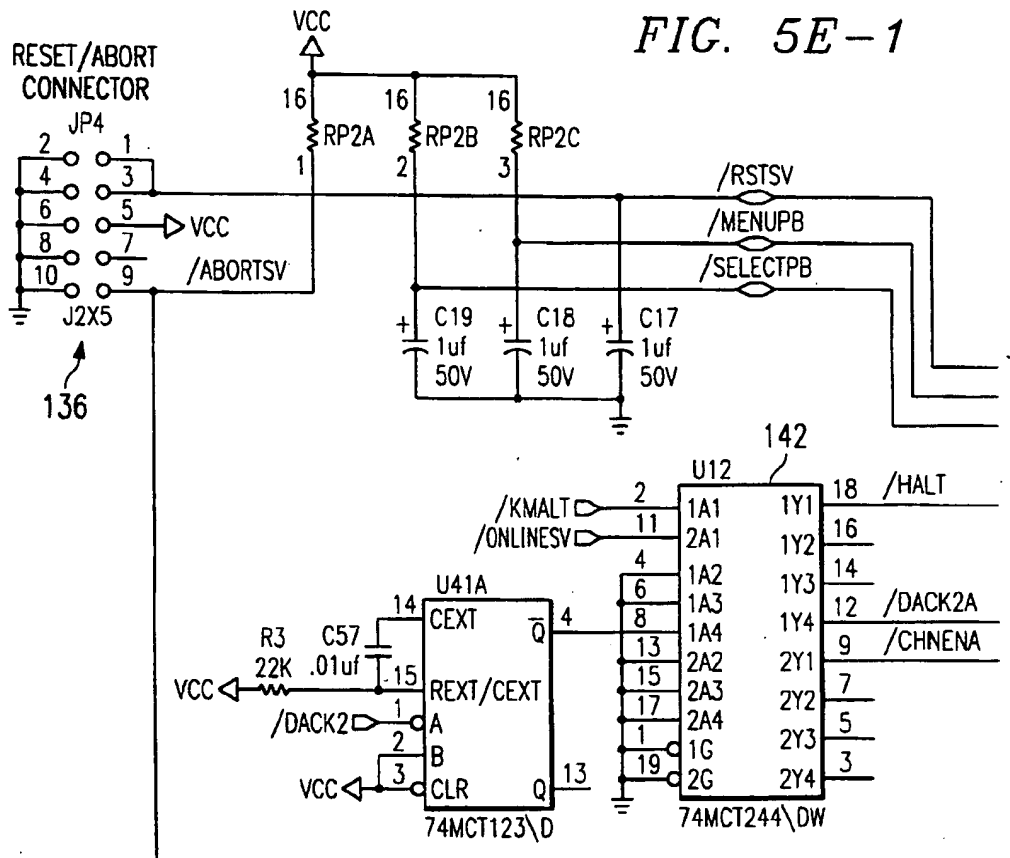 FIG. 5E-1
VCC
RESET/ABORT
CONNECTOR
JP4
2 1
4 3
6 5 VCC
8 7
10 9 /ABORTSV
J2X5
136
16 RP2A 1
16 RP2B 2
16 RP2C 3
/RSTSV
/MENUPB
/SELECTPB
+ C19 1uf 50V
+ C18 1uf 50V
+ C17 1uf 50V
U12 142
/KMALT 2 1A1 1Y1 18 /HALT
/ONLINESV 11 2A1 1Y2 16
4 1A2 1Y3 14
6 1A3 1Y4 12 /DACK2A
8 1A4 2Y1 9 /CHNENA
13 2A2 2Y2 7
15 2A3 2Y3 5
17 2A4 2Y4 3
1 1G
19 2G
74MCT244\DW
U41A
14 CEXT Q 4
R3 22K
C57 .01uf
VCC 15 REXT/CEXT
/DACK2 1 A
2 B
VCC 3 CLR Q 13
74MCT123\D